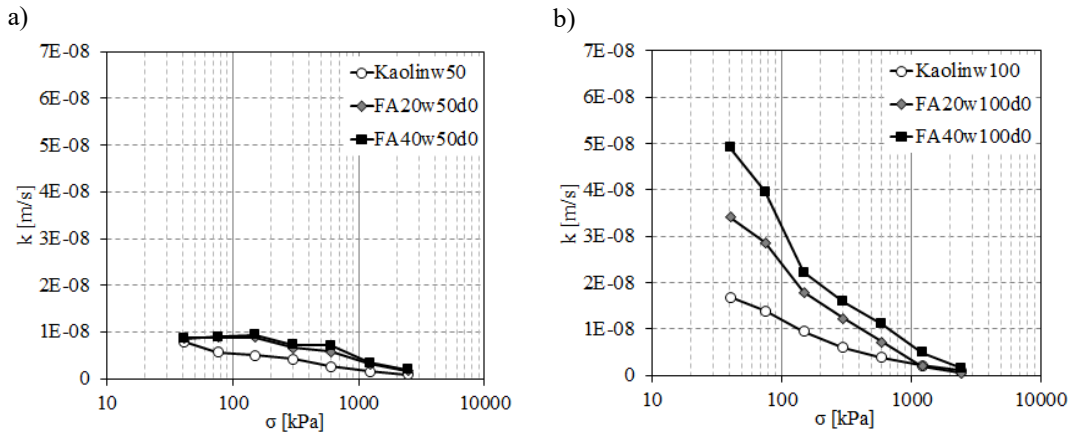 a)
7E-08
6E-08
5E-08
4E-08
3E-08
2E-08
1E-08
0
k [m/s]
Kaolinw50
FA20w50d0
FA40w50d0
10
100
1000
10000
σ [kPa]
b)
7E-08
6E-08
5E-08
4E-08
3E-08
2E-08
1E-08
0
k [m/s]
Kaolinw100
FA20w100d0
FA40w100d0
10
100
1000
10000
σ [kPa]